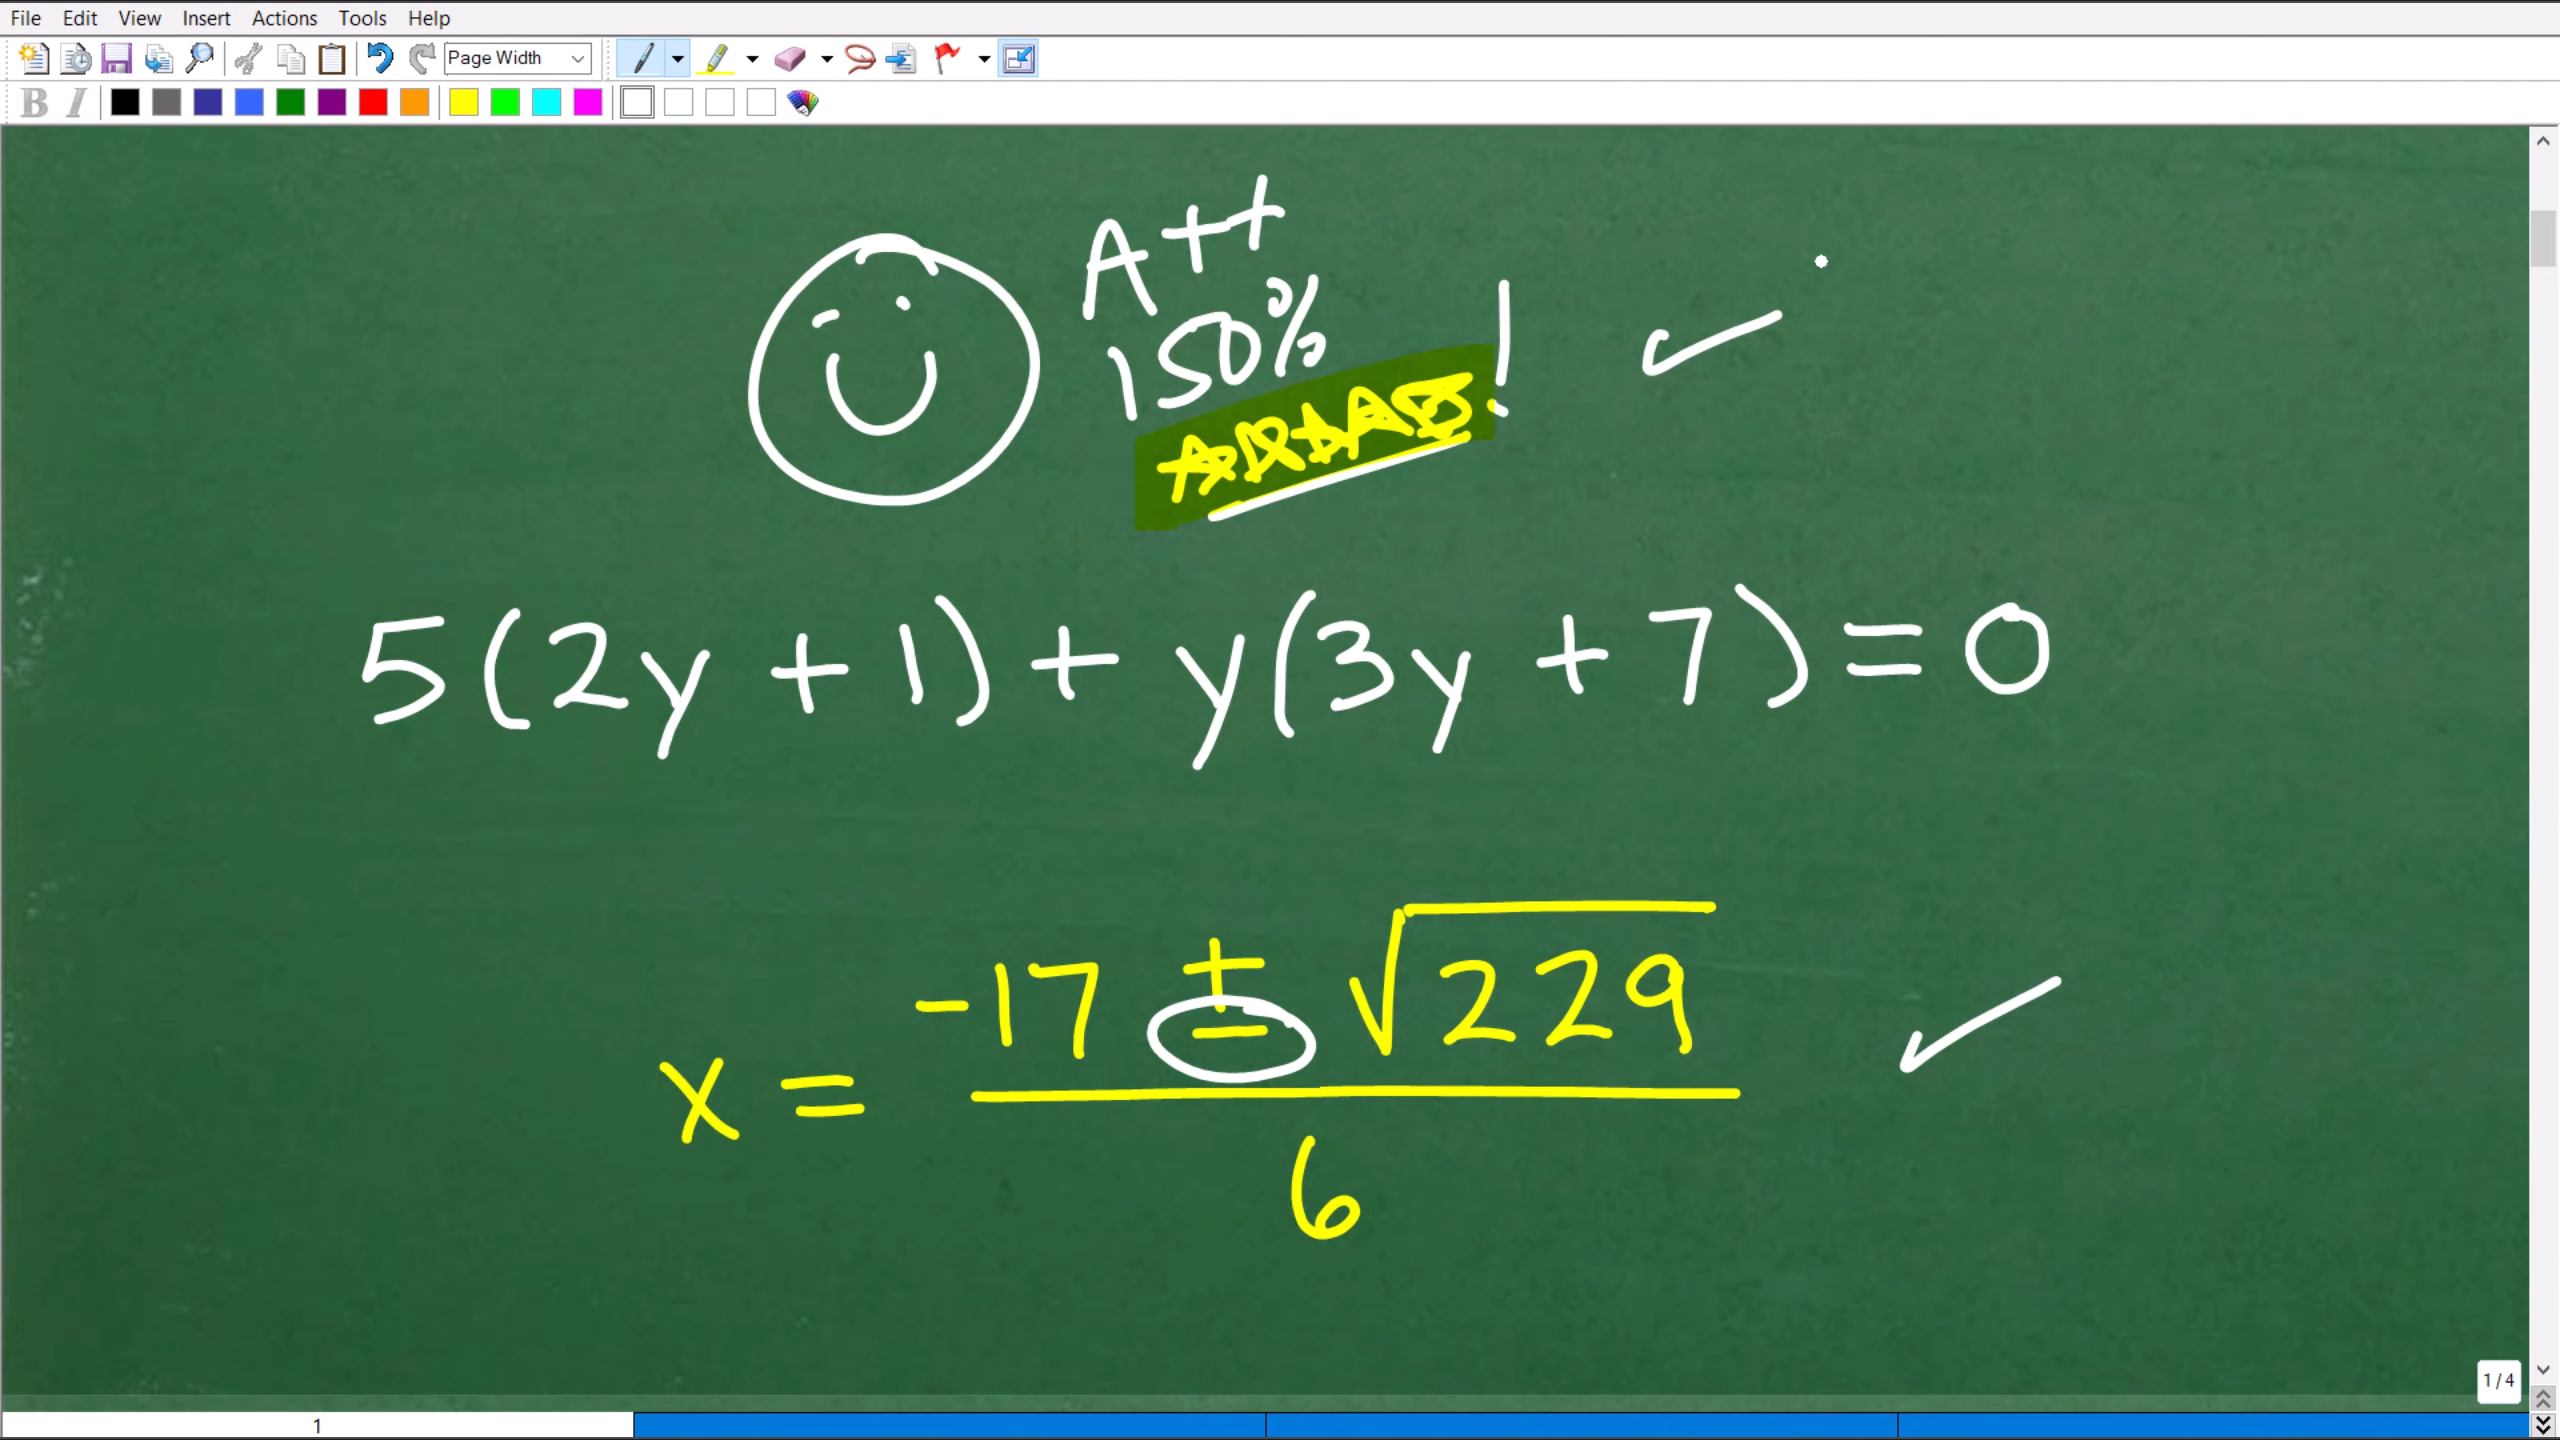 File Edit View Insert Actions Tools Help
Page Width
B I
A++
150%
!
5(2y + 1) + y(3y + 7) = 0
x = (-17 ± √229) / 6
1 / 4
1